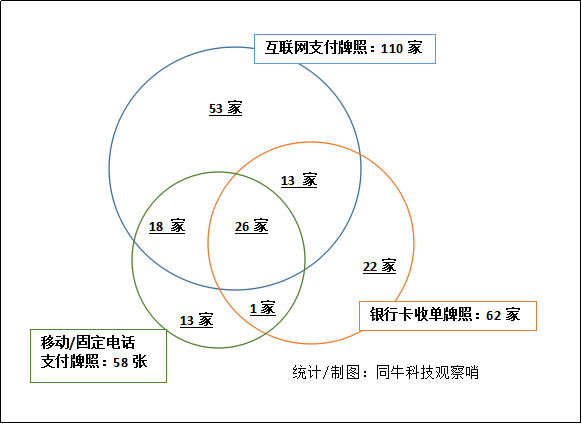 互联网支付牌照：110 家
53 家
13 家
18 家
26 家
22 家
1 家
13 家
银行卡收单牌照：62 家
移动/固定电话
支付牌照：58 张
统计/制图：同牛科技观察哨